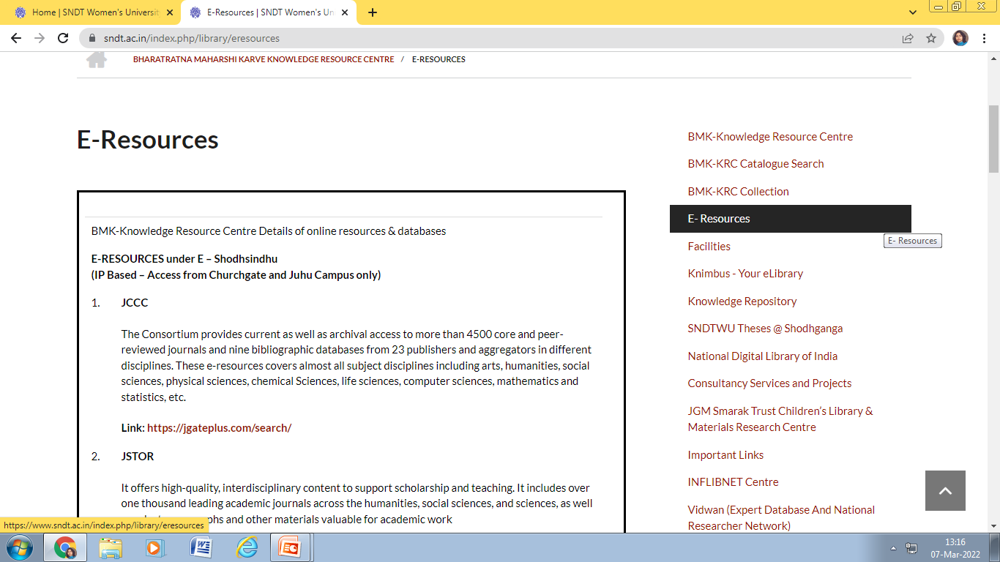 Home | SNDT Women's Universit
E-Resources | SNDT Women's Un
sndt.ac.in/index.php/library/eresources
BHARATRATNA MAHARSHI KARVE KNOWLEDGE RESOURCE CENTRE / E-RESOURCES
E-Resources
BMK-Knowledge Resource Centre Details of online resources & databases
E-RESOURCES under E – Shodhsindhu
(IP Based – Access from Churchgate and Juhu Campus only)
1. JCCC
The Consortium provides current as well as archival access to more than 4500 core and peer-
reviewed journals and nine bibliographic databases from 23 publishers and aggregators in different
disciplines. These e-resources covers almost all subject disciplines including arts, humanities, social
sciences, physical sciences, chemical Sciences, life sciences, computer sciences, mathematics and
statistics, etc.
Link: https://jgateplus.com/search/
2. JSTOR
It offers high-quality, interdisciplinary content to support scholarship and teaching. It includes over
one thousand leading academic journals across the humanities, social sciences, and sciences, as well
and other materials valuable for academic work
BMK-Knowledge Resource Centre
BMK-KRC Catalogue Search
BMK-KRC Collection
E- Resources
E- Resources
Facilities
Knimbus - Your eLibrary
Knowledge Repository
SNDTWU Theses @ Shodhganga
National Digital Library of India
Consultancy Services and Projects
JGM Smarak Trust Children’s Library &
Materials Research Centre
Important Links
INFLIBNET Centre
Vidwan (Expert Database And National
Researcher Network)
https://www.sndt.ac.in/index.php/library/eresources
13:16
07-Mar-2022